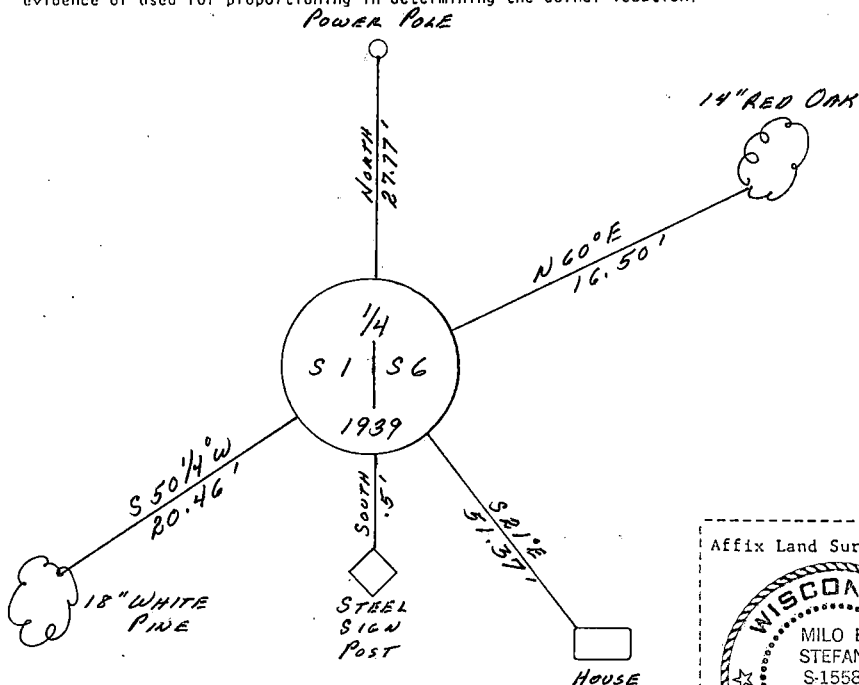 evidence or used for proportioning in determining the corner location.
POWER POLE
14" RED OAK
NORTH
27.77'
N 60° E
16.50'
1/4
S 1 | S 6
1939
S 50 1/4° W
20.46'
SOUTH
.5'
S 21° E
51.37'
18" WHITE
PINE
STEEL
SIGN
POST
HOUSE
Affix Land Sur
WISCON
MILO
STEFAN
S-1558